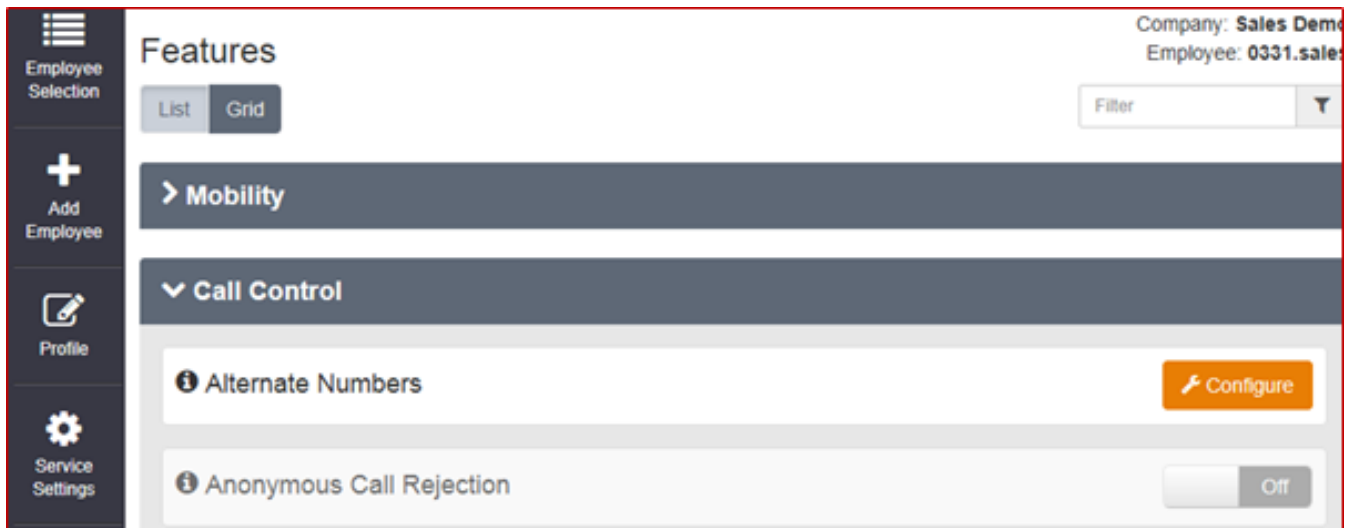 Employee
Selection
Add
Employee
Profile
Service
Settings
Features
Company: Sales Demo
Employee: 0331.sales
List Grid
Filter
Mobility
Call Control
Alternate Numbers
Configure
Anonymous Call Rejection
Off